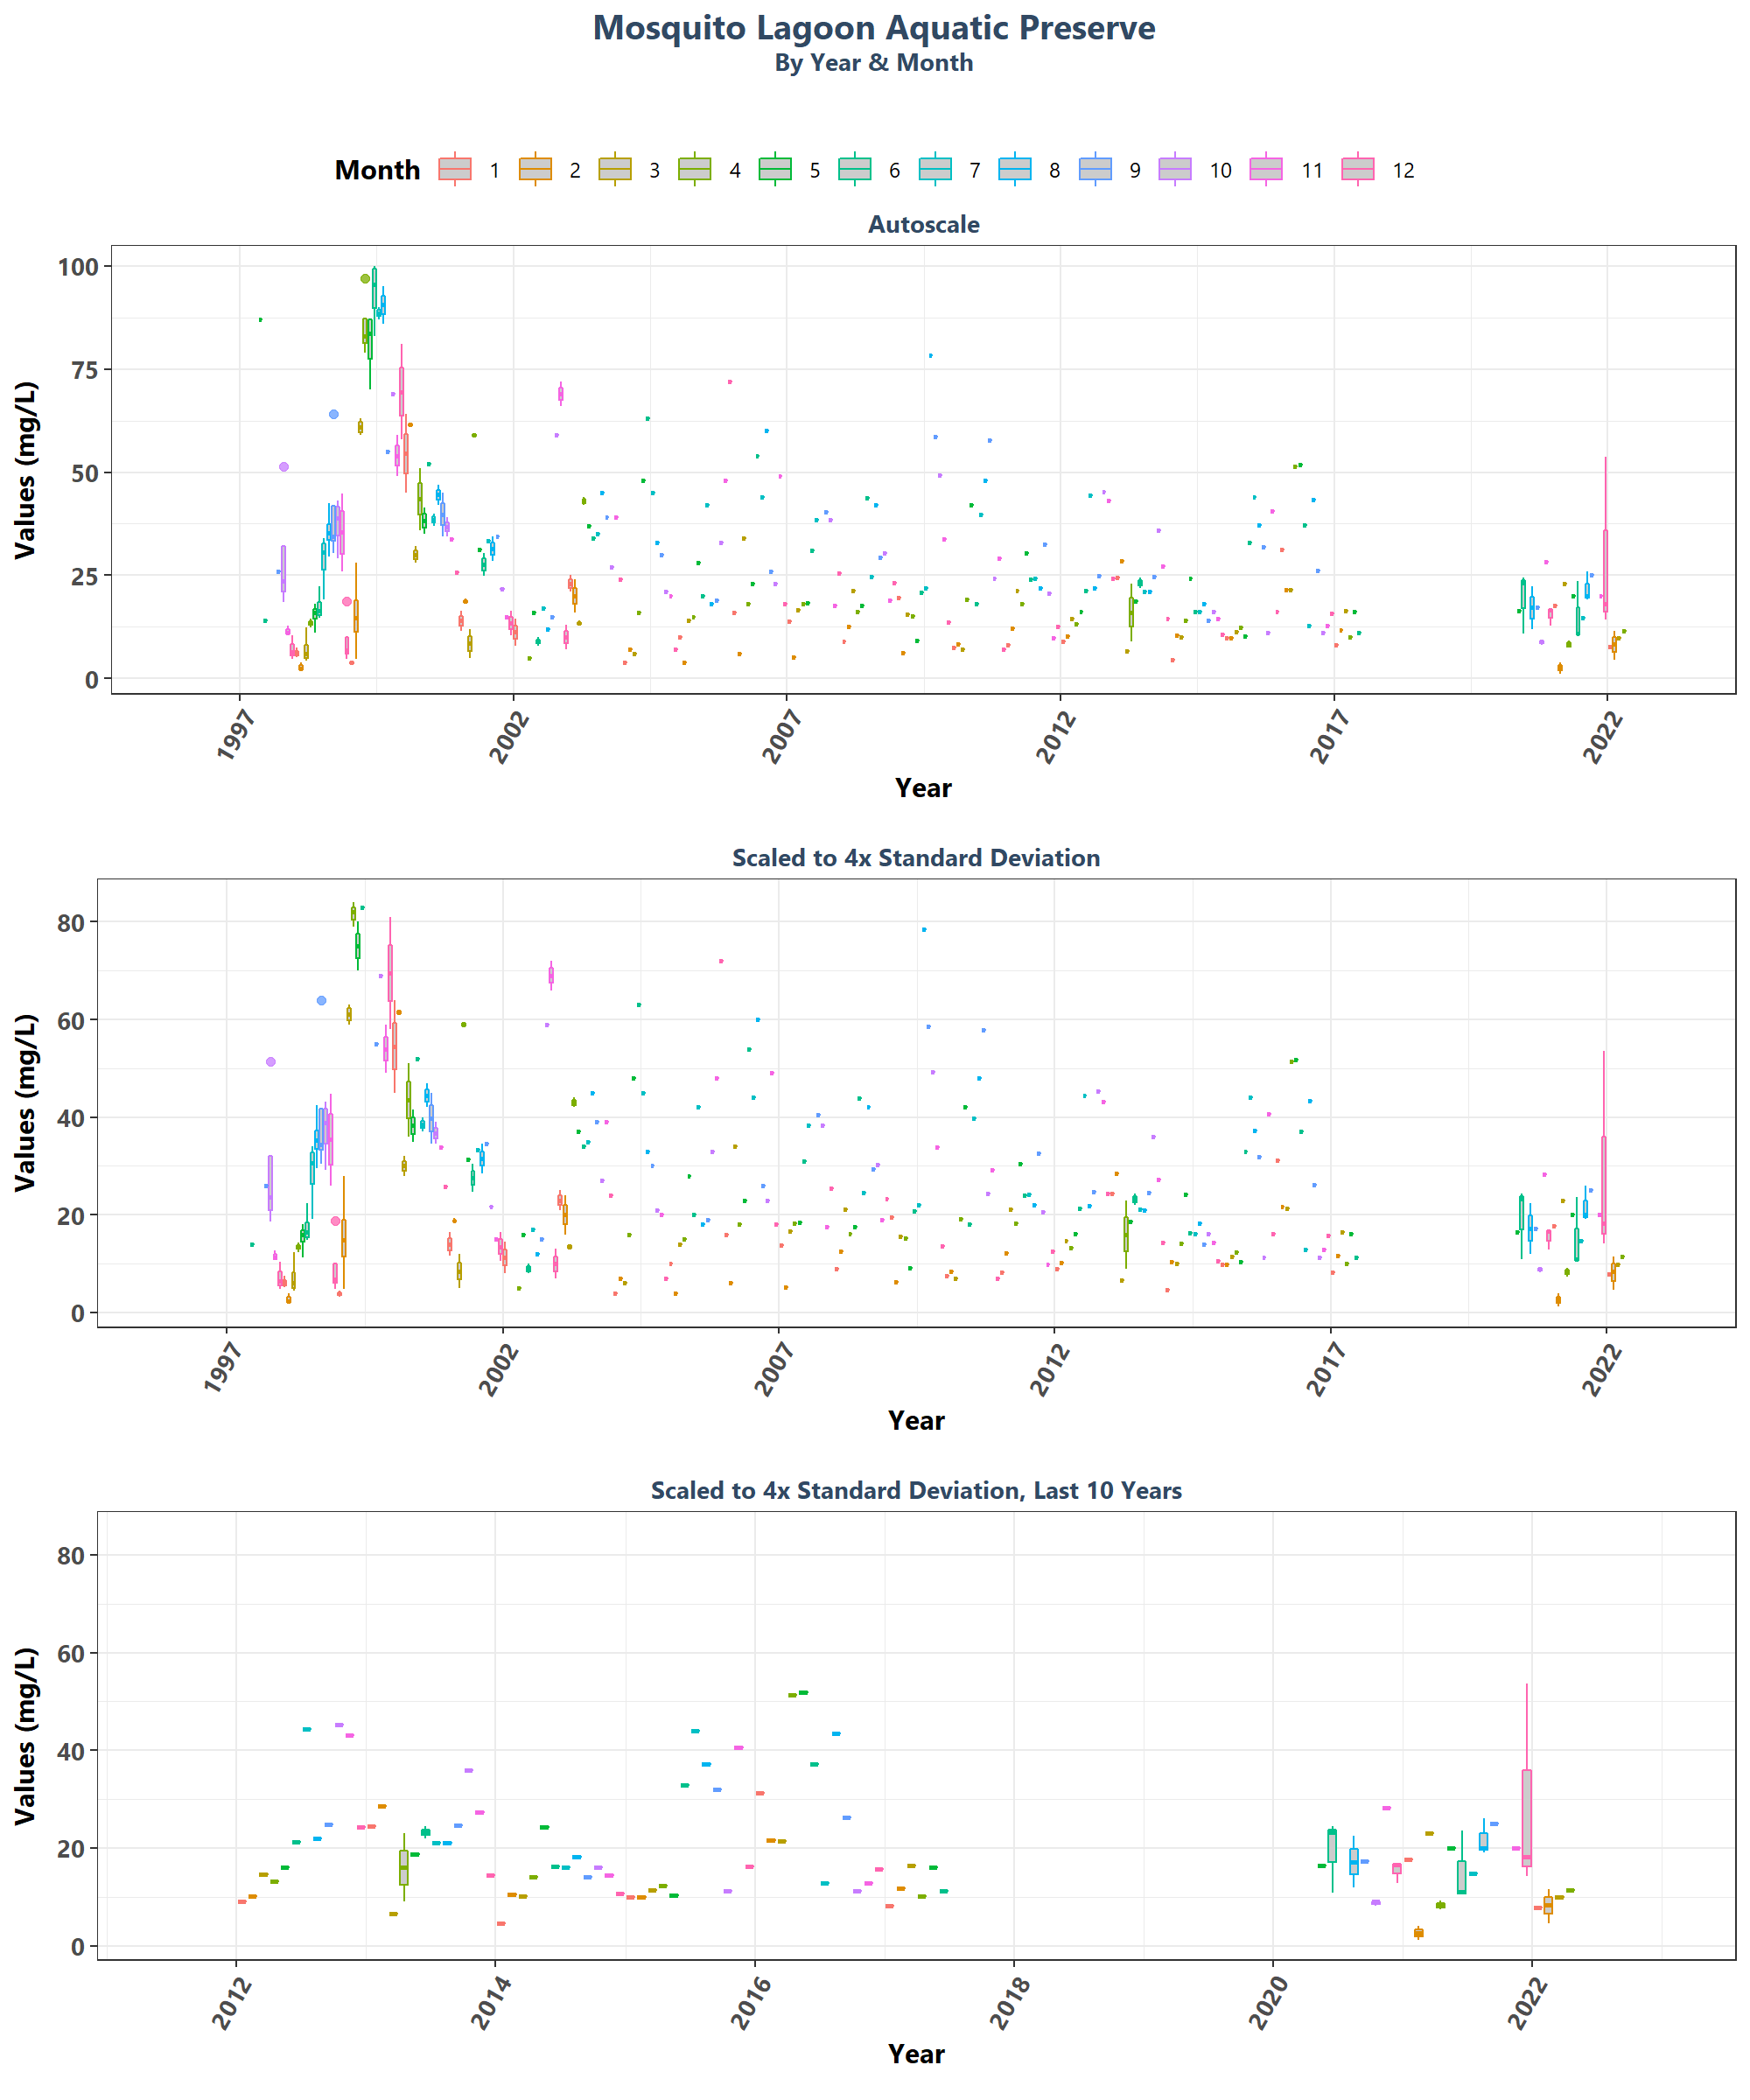 Mosquito Lagoon Aquatic Preserve
By Year & Month
Month 1 2 3 4 5 6 7 8 9 10 11 12
Autoscale
Values (mg/L)
100
75
50
25
0
1997 2002 2007 2012 2017 2022
Year
Scaled to 4x Standard Deviation
Values (mg/L)
80
60
40
20
0
1997 2002 2007 2012 2017 2022
Year
Scaled to 4x Standard Deviation, Last 10 Years
Values (mg/L)
80
60
40
20
0
2012 2014 2016 2018 2020 2022
Year